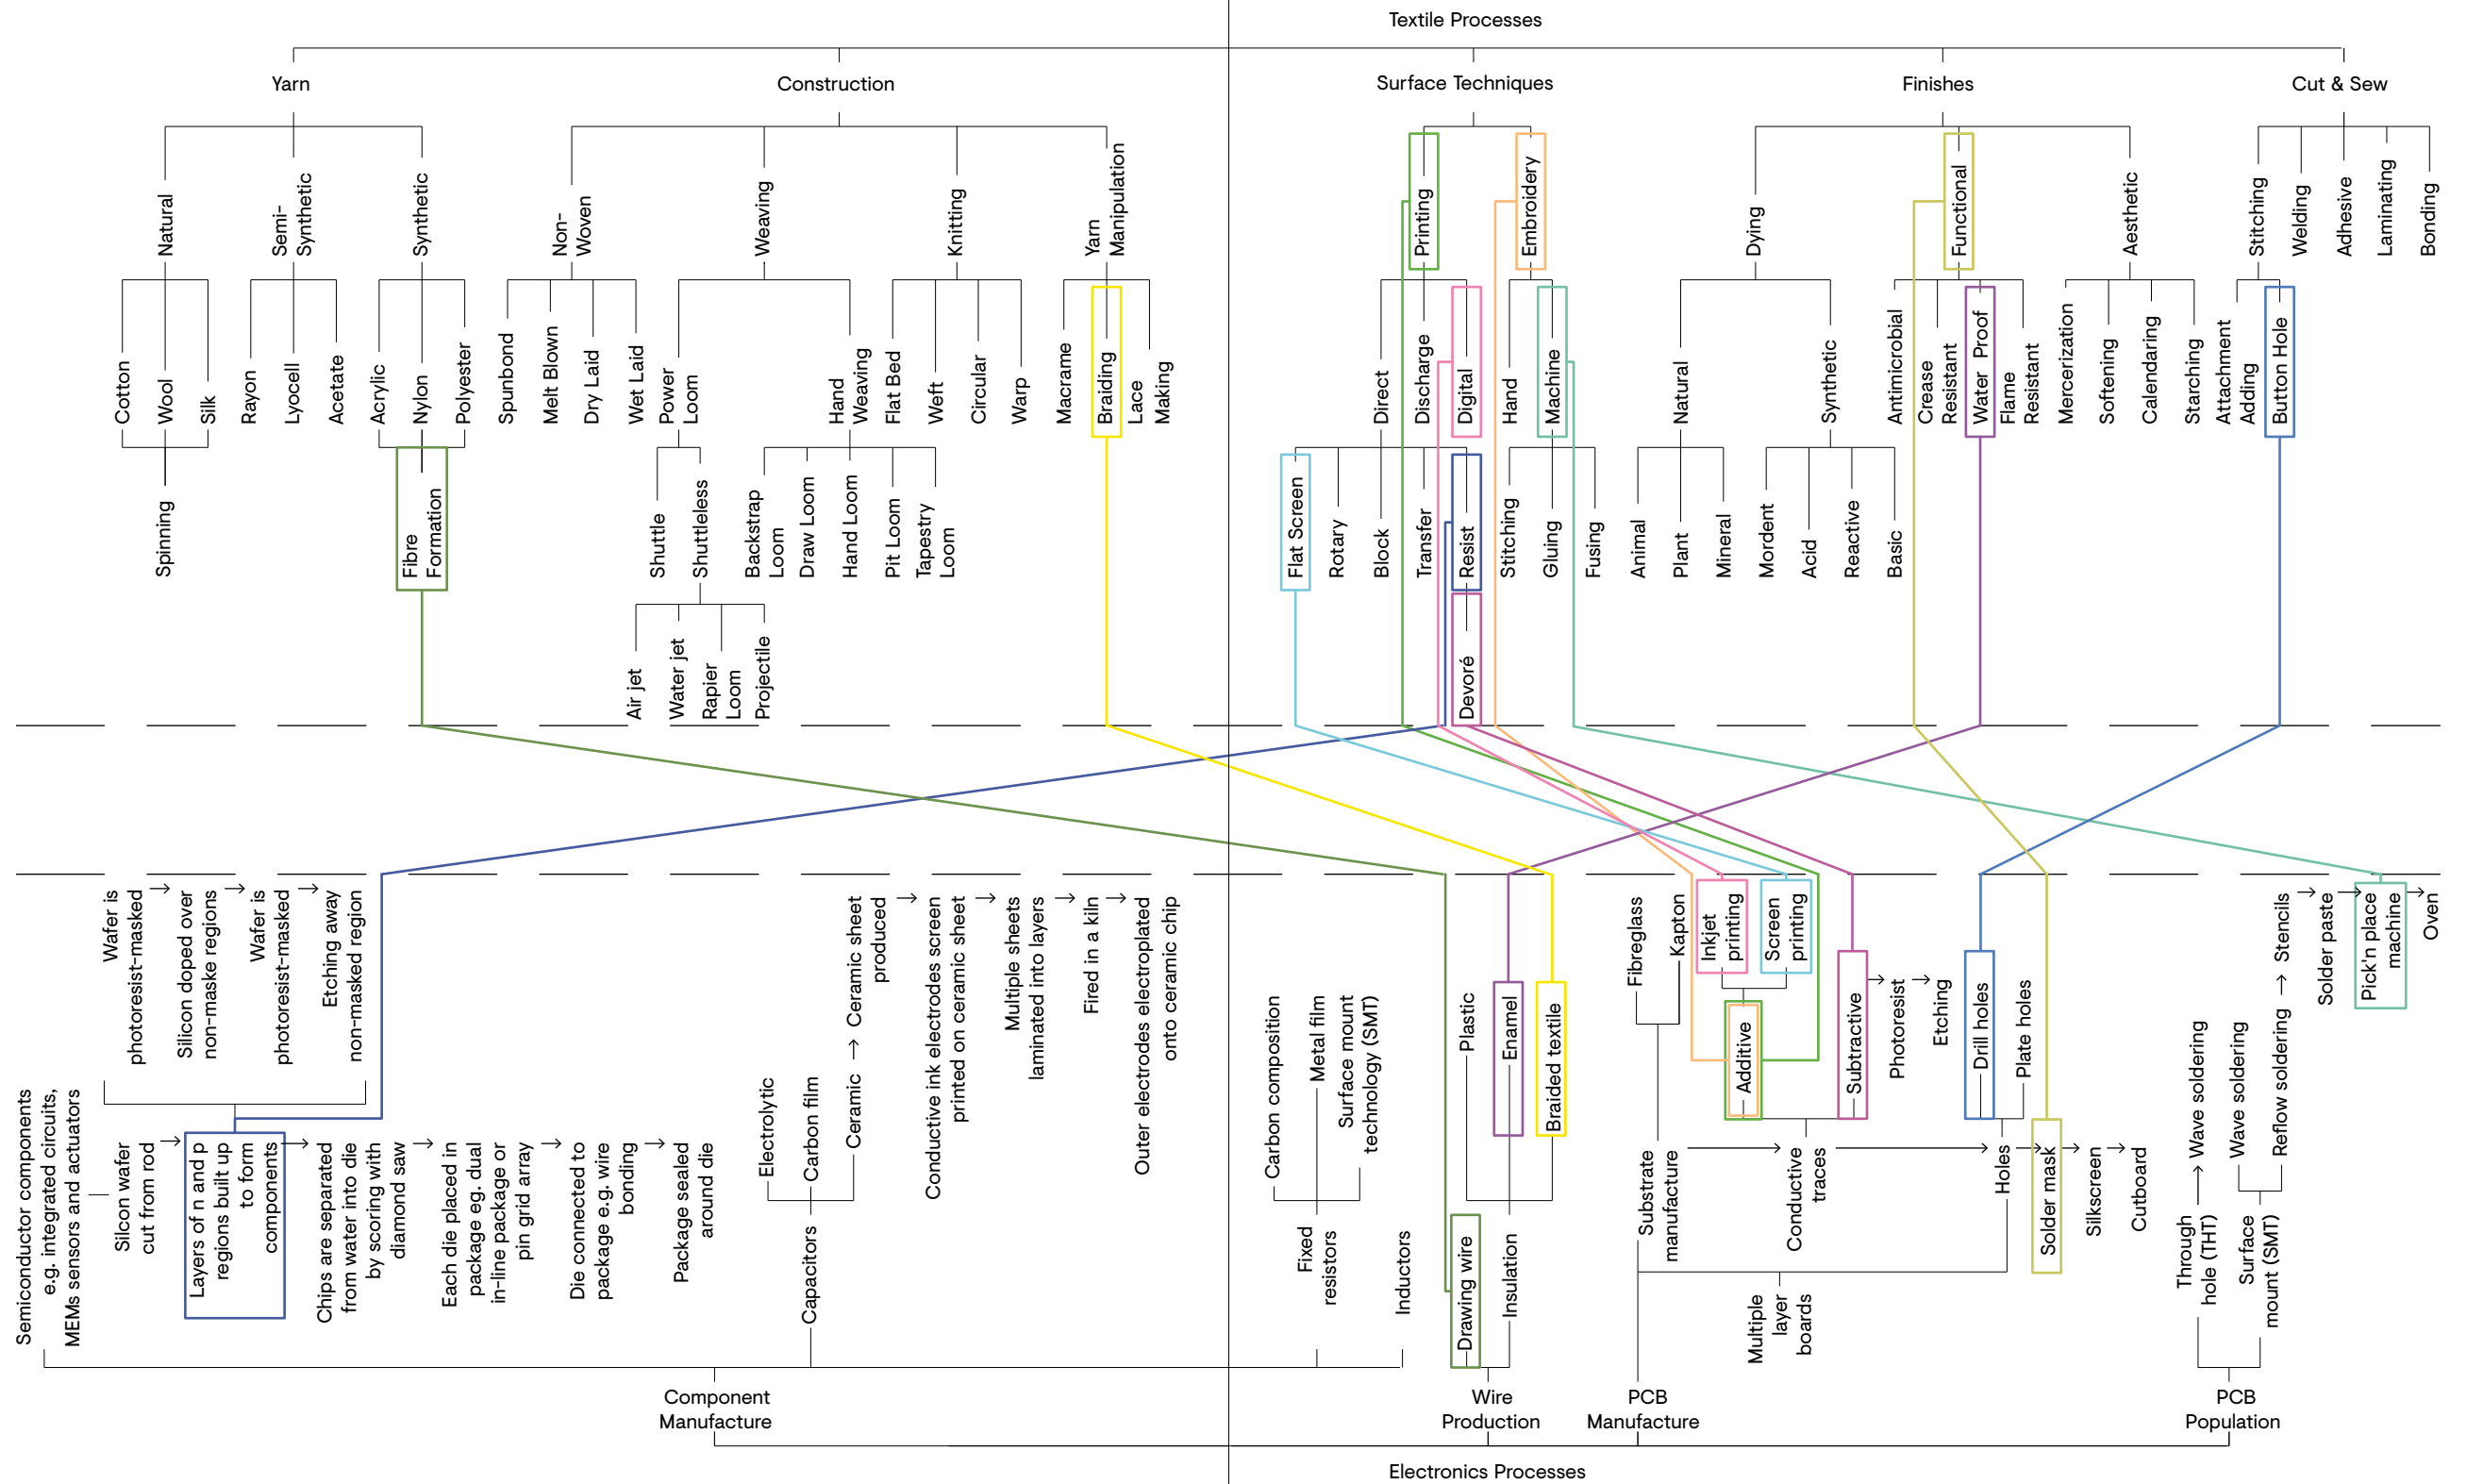 Textile Processes
Yarn
Construction
Surface Techniques
Finishes
Cut & Sew
Natural
Semi-
Synthetic
Synthetic
Non-
Woven
Weaving
Knitting
Yarn
Manipulation
Printing
Embroidery
Dying
Functional
Aesthetic
Stitching
Welding
Adhesive
Laminating
Bonding
Cotton
Wool
Silk
Rayon
Lyocell
Acetate
Acrylic
Nylon
Polyester
Spunbond
Melt Blown
Dry Laid
Wet Laid
Power
Loom
Hand
Weaving
Flat Bed
Weft
Circular
Warp
Macrame
Braiding
Lace
Making
Direct
Discharge
Digital
Hand
Machine
Natural
Synthetic
Antimicrobial
Crease
Resistant
Water Proof
Flame
Resistant
Mercerization
Softening
Calendaring
Starching
Attachment
Adding
Button Hole
Spinning
Fibre
Formation
Shuttle
Shuttleless
Backstrap
Loom
Draw Loom
Hand Loom
Pit Loom
Tapestry
Loom
Flat Screen
Rotary
Block
Transfer
Resist
Stitching
Gluing
Fusing
Animal
Plant
Mineral
Mordent
Acid
Reactive
Basic
Air jet
Water jet
Rapier
Loom
Projectile
Devoré
Wafer is
photoresist-masked
Silicon doped over
non-maske regions
Wafer is
photoresist-masked
Etching away
non-masked region
Ceramic sheet
produced
Conductive ink electrodes screen
printed on ceramic sheet
Multiple sheets
laminated into layers
Fired in a kiln
Outer electrodes electroplated
onto ceramic chip
Fibreglass
Kapton
Inkjet
printing
Screen
printing
Stencils
Solder paste
Pick'n place
machine
Oven
Carbon composition
Metal film
Surface mount
technology (SMT)
Plastic
Enamel
Braided textile
Additive
Subtractive
Photoresist
Etching
Drill holes
Plate holes
Wave soldering
Wave soldering
Reflow soldering
Semiconductor components
e.g. integrated circuits,
MEMs sensors and actuators
Silcon wafer
cut from rod
Layers of n and p
regions built up
to form
components
Chips are separated
from water into die
by scoring with
diamond saw
Each die placed in
package eg. dual
in-line package or
pin grid array
Die connected to
package e.g. wire
bonding
Package sealed
around die
Electrolytic
Carbon film
Ceramic
Capacitors
Fixed
resistors
Inductors
Drawing wire
Insulation
Substrate
manufacture
Conductive
traces
Holes
Solder mask
Silkscreen
Cutboard
Multiple
layer
boards
Through
hole (THT)
Surface
mount (SMT)
Component
Manufacture
Wire
Production
PCB
Manufacture
PCB
Population
Electronics Processes